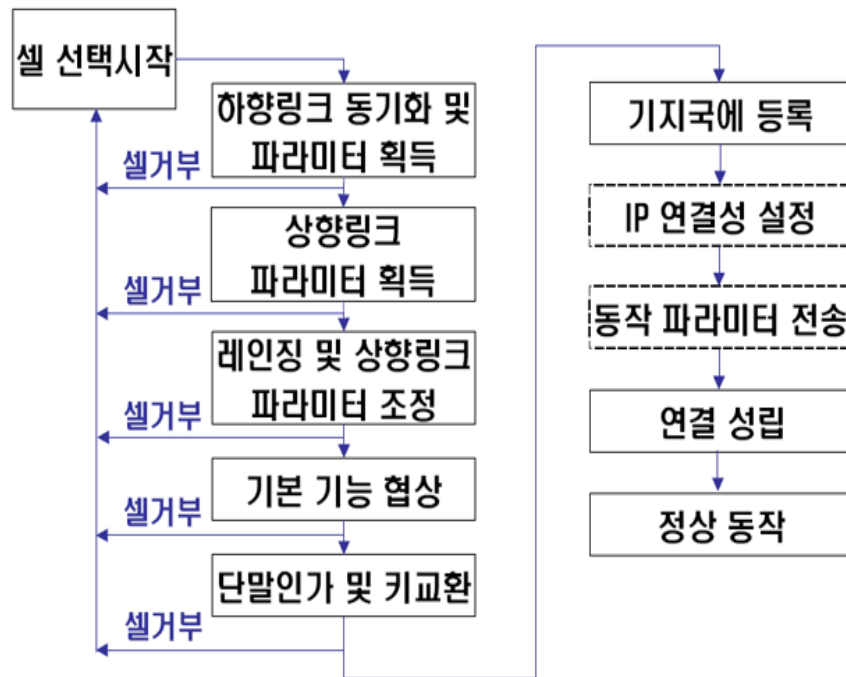 셀 선택시작
하향링크 동기화 및
파라미터 획득
셀거부
상향링크
파라미터 획득
셀거부
레인징 및 상향링크
파라미터 조정
셀거부
기본 기능 협상
셀거부
단말인가 및 키교환
셀거부
기지국에 등록
IP 연결성 설정
동작 파라미터 전송
연결 성립
정상 동작